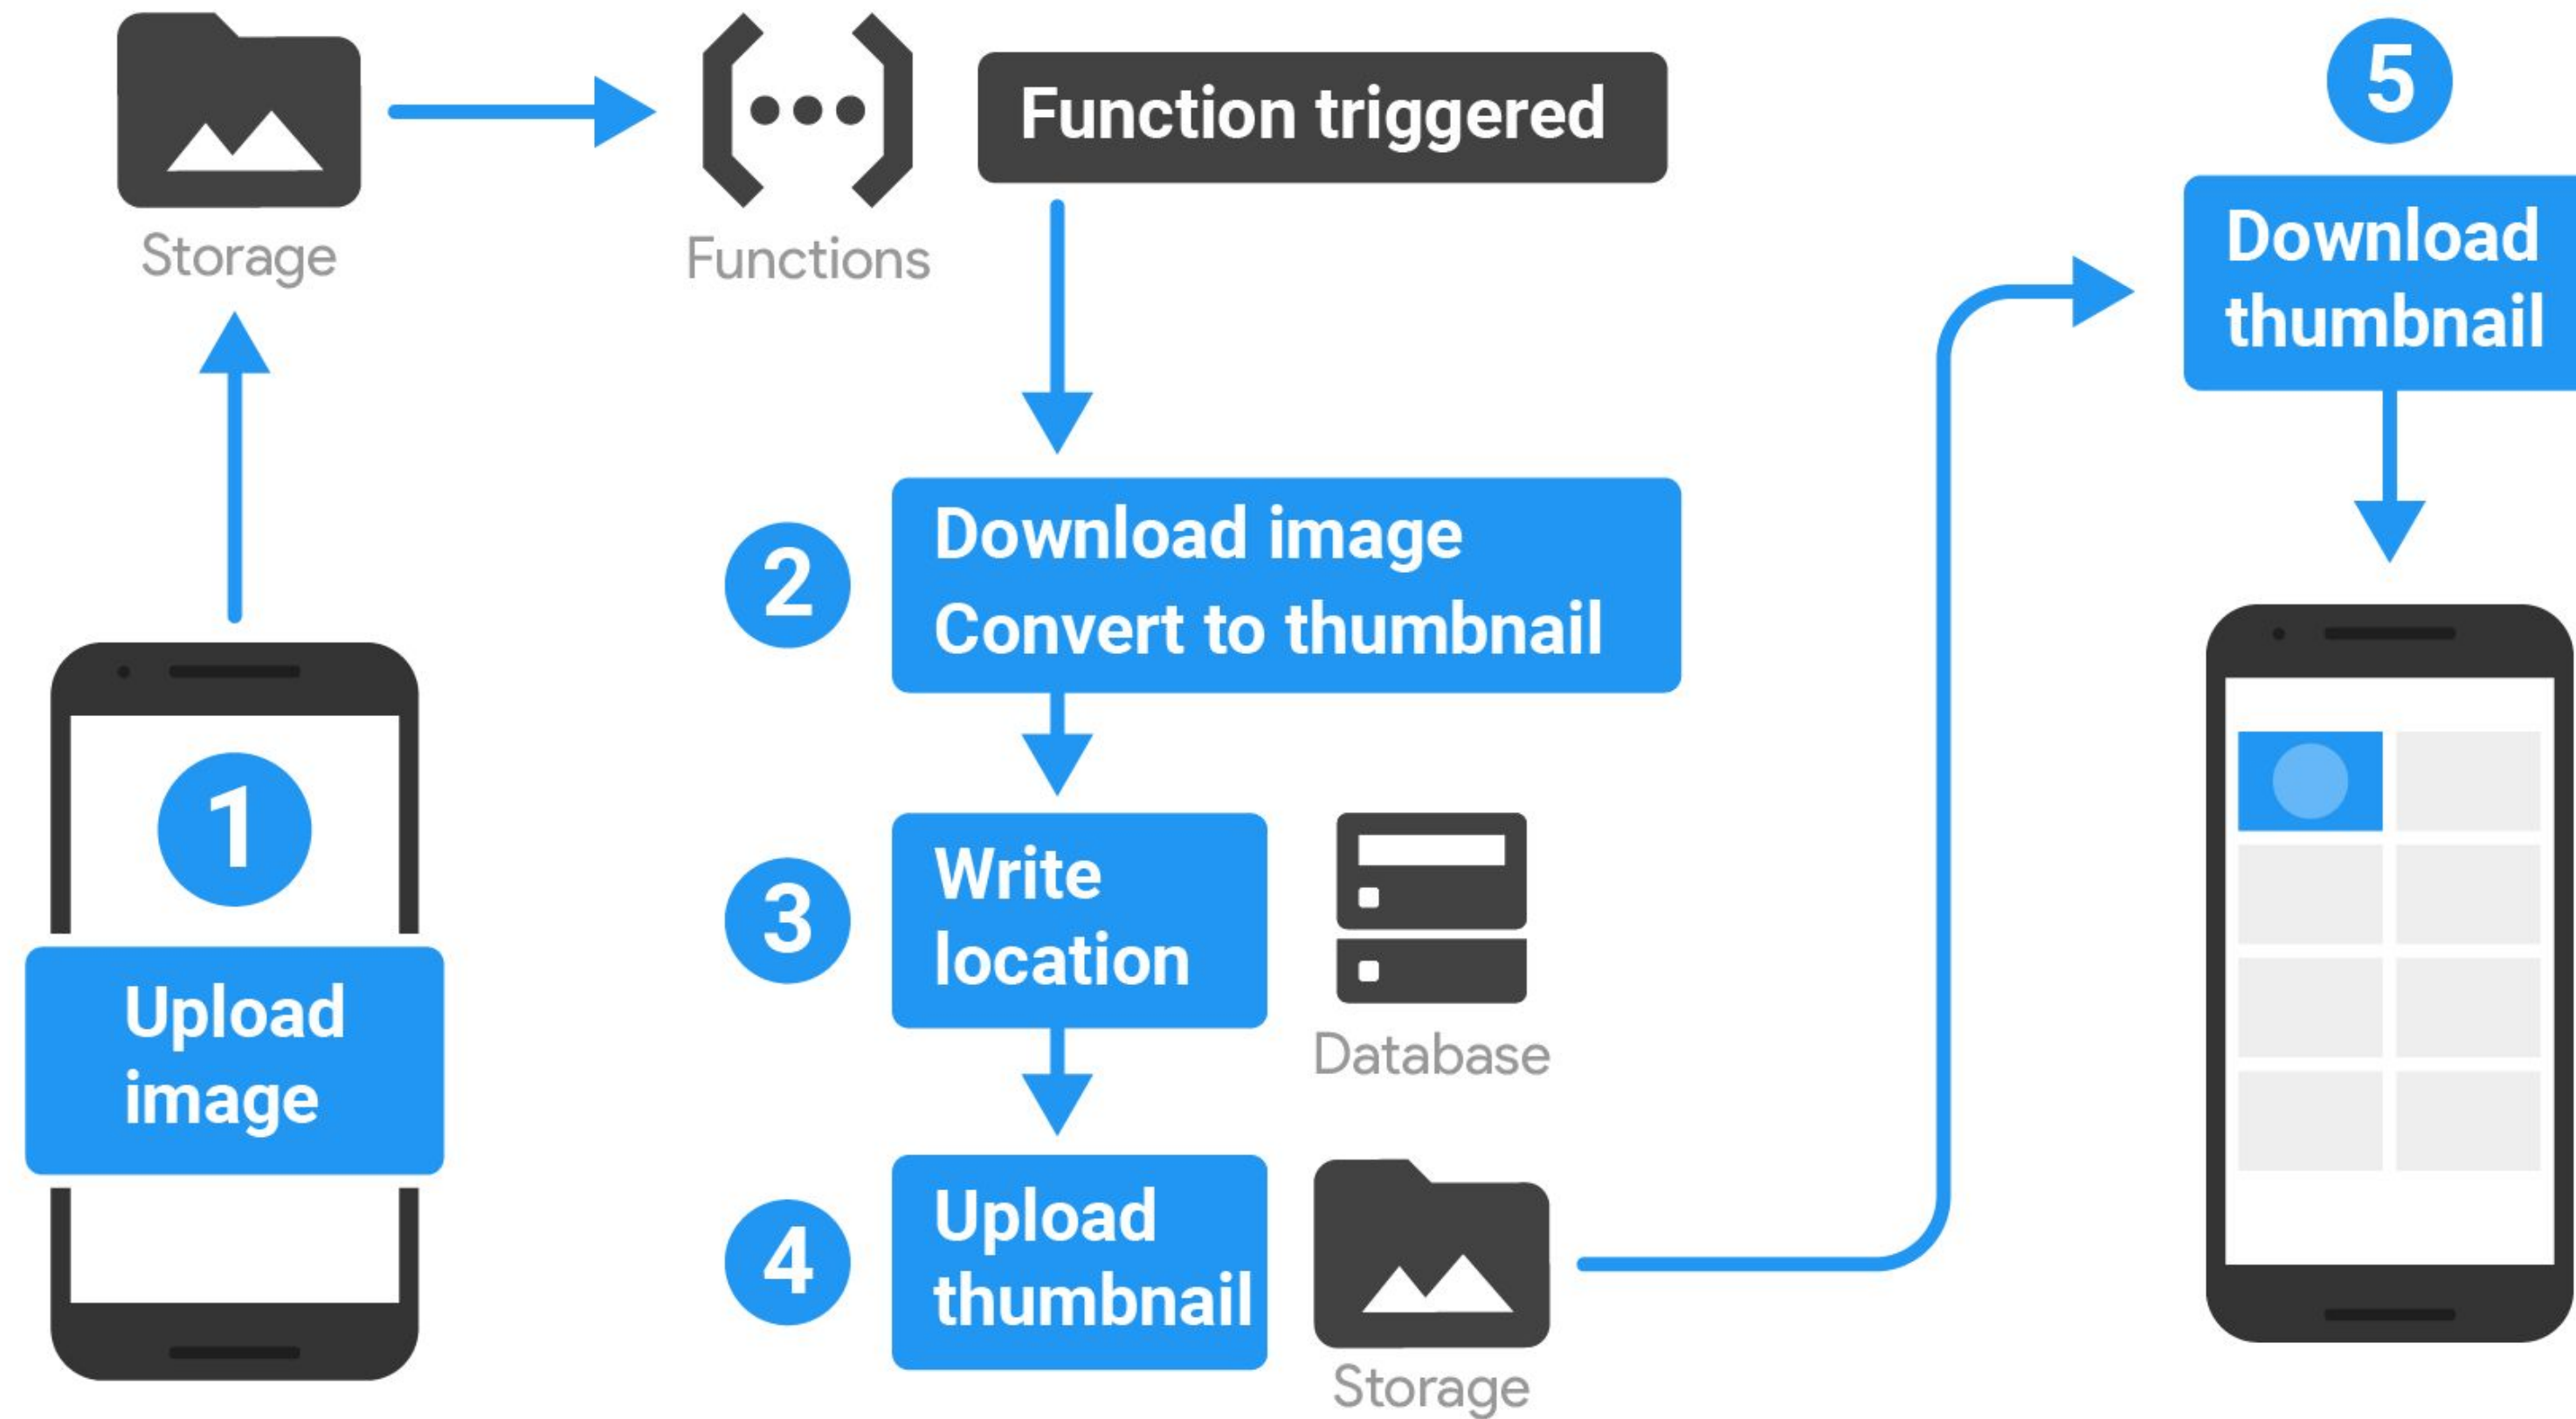 Storage
Functions
Function triggered
1
Upload
image
2
Download image
Convert to thumbnail
3
Write
location
Database
4
Upload
thumbnail
Storage
5
Download
thumbnail